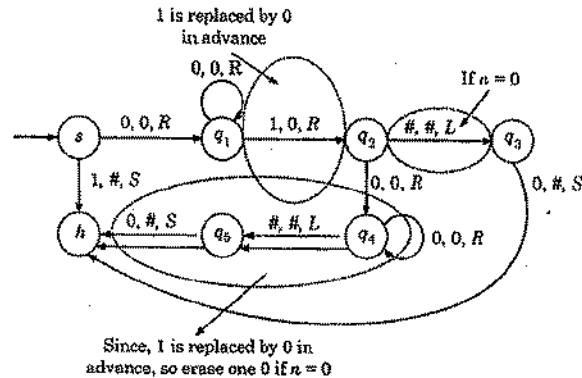 1 is replaced by 0
in advance
0, 0, R
If n = 0
s
0, 0, R
q1
1, 0, R
q2
#, #, L
q3
1, #, S
0, 0, R
0, #, S
h
0, #, S
q5
#, #, L
q4
0, 0, R
Since, 1 is replaced by 0 in
advance, so erase one 0 if n = 0